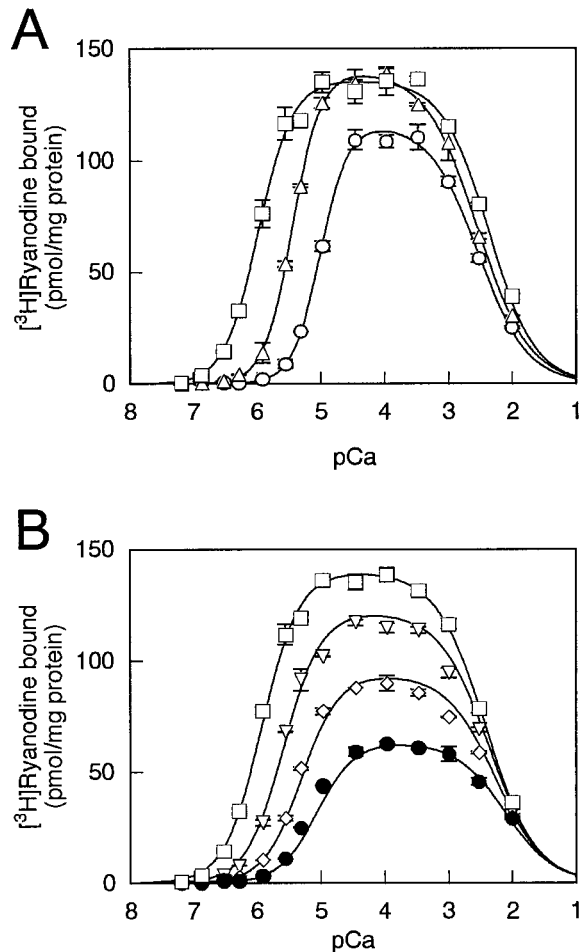 A
150
100
50
0
[³H]Ryanodine bound
(pmol/mg protein)
8 7 6 5 4 3 2 1
pCa
B
150
100
50
0
[³H]Ryanodine bound
(pmol/mg protein)
8 7 6 5 4 3 2 1
pCa